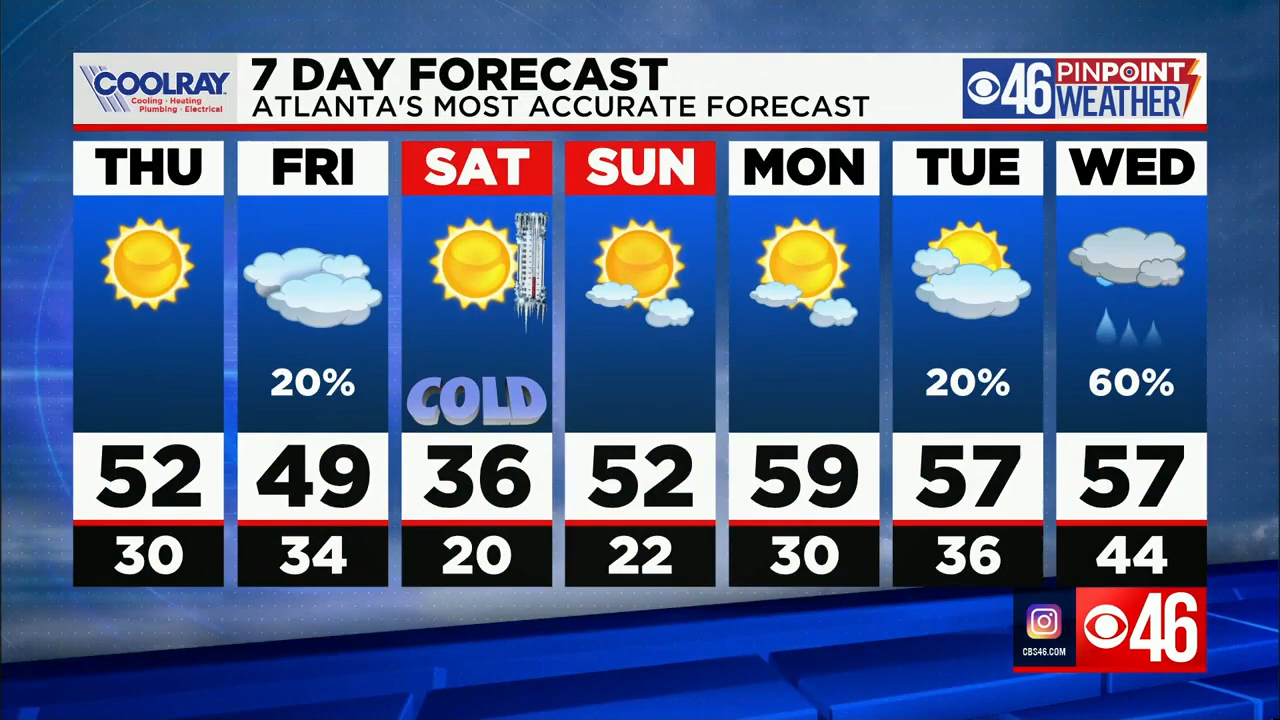 COOLRAY
Cooling · Heating
Plumbing · Electrical
7 DAY FORECAST
ATLANTA'S MOST ACCURATE FORECAST
46 PINPOINT
WEATHER
THU FRI SAT SUN MON TUE WED
20% 20% 60%
COLD
52 49 36 52 59 57 57
30 34 20 22 30 36 44
CBS46.COM
46